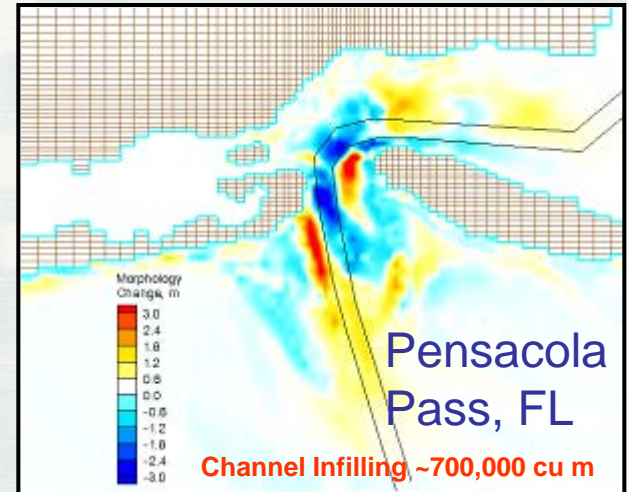 Morphology
Change, m
3.0
2.4
1.8
1.2
0.6
0.0
-0.6
-1.2
-1.8
-2.4
-3.0
Pensacola
Pass, FL
Channel Infilling ~700,000 cu m